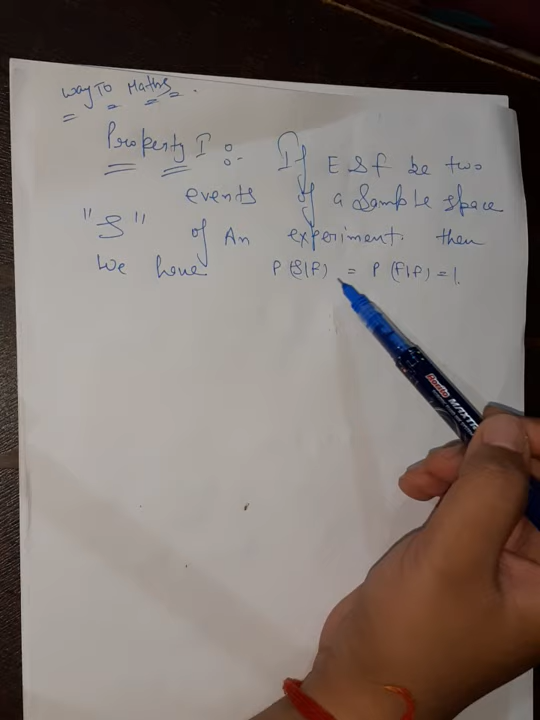 Way To Maths.
Property I :- If E & f be two
events of a Sample space
"S" of An experiment. then
We have P(S|f) = P(f|f) = 1.